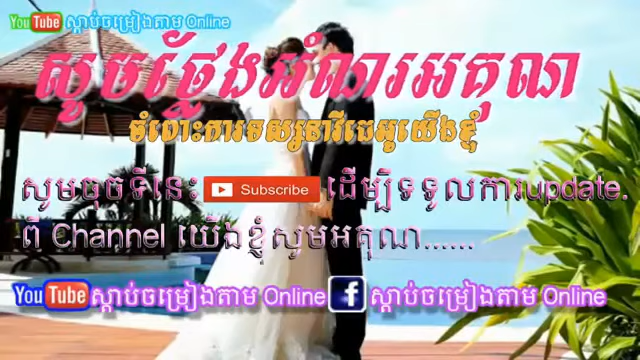 YouTube ស្តាប់ចម្រៀងតាម Online
សូមថ្លែងអំណរអគុណ
ចំពោះការទស្សនាវីដេអូយើងខ្ញុំ
សូមចុចទីនេះ Subscribe ដើម្បីទទួលការupdate.
ពី Channel យើងខ្ញុំសូមអគុណ......
YouTube ស្តាប់ចម្រៀងតាម Online f ស្តាប់ចម្រៀងតាម Online